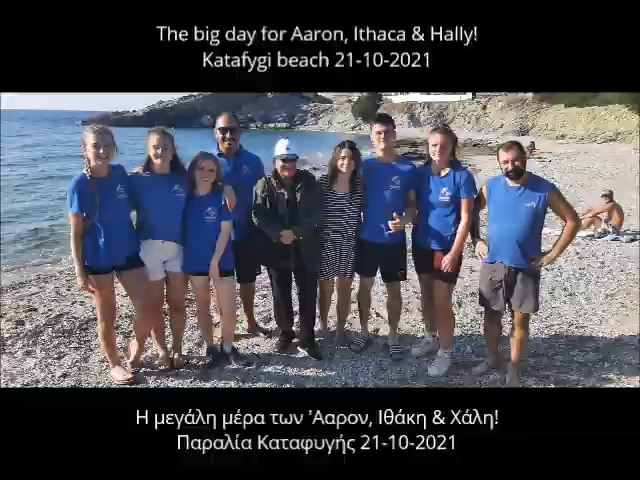 The big day for Aaron, Ithaca & Hally!
Katafygi beach 21-10-2021
Η μεγάλη μέρα των 'Ααρον, Ιθάκη & Χάλη!
Παραλία Καταφυγής 21-10-2021